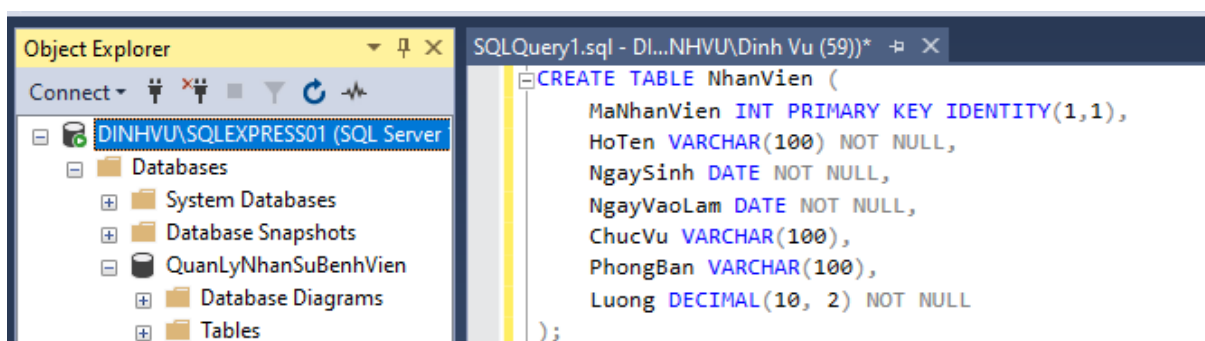 Object Explorer
Connect
DINHVU\SQLEXPRESS01 (SQL Server
Databases
System Databases
Database Snapshots
QuanLyNhanSuBenhVien
Database Diagrams
Tables
SQLQuery1.sql - DI...NHVU\Dinh Vu (59))*
CREATE TABLE NhanVien (
MaNhanVien INT PRIMARY KEY IDENTITY(1,1),
HoTen VARCHAR(100) NOT NULL,
NgaySinh DATE NOT NULL,
NgayVaoLam DATE NOT NULL,
ChucVu VARCHAR(100),
PhongBan VARCHAR(100),
Luong DECIMAL(10, 2) NOT NULL
);